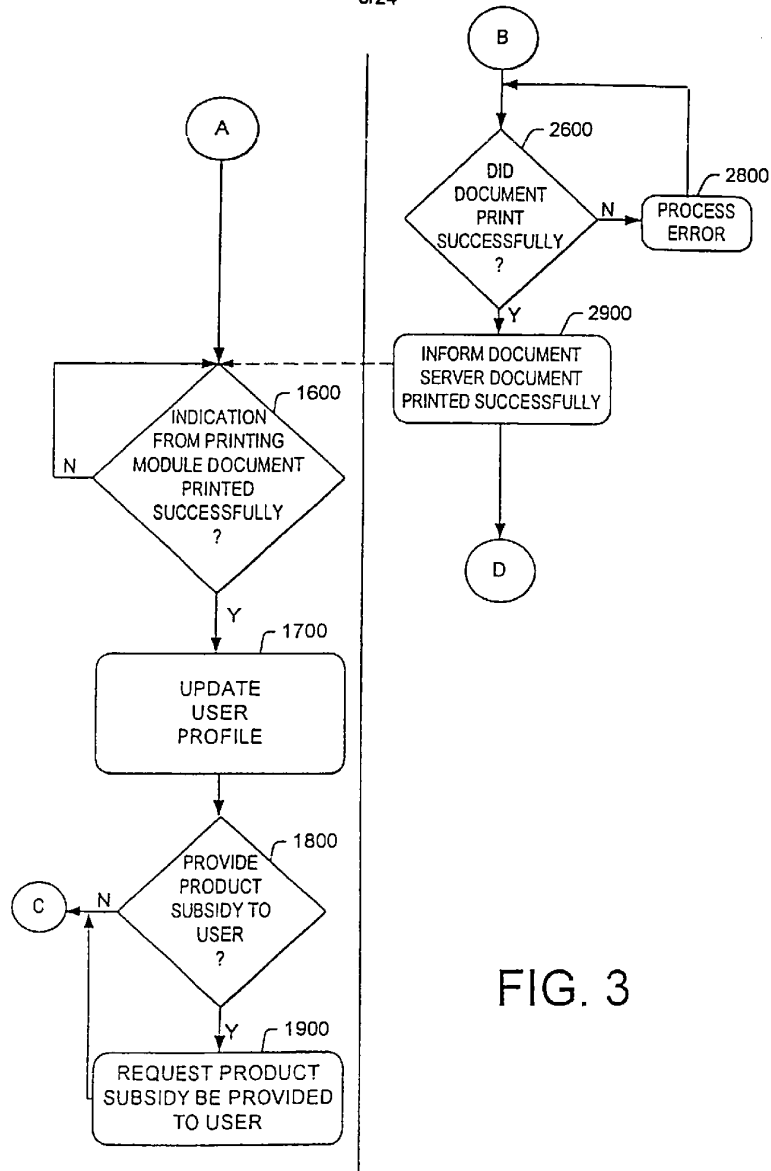 B
A
2600
DID
DOCUMENT
PRINT
SUCCESSFULLY
?
N
2800
PROCESS
ERROR
Y
2900
INFORM DOCUMENT
SERVER DOCUMENT
PRINTED SUCCESSFULLY
D
1600
INDICATION
FROM PRINTING
MODULE DOCUMENT
PRINTED
SUCCESSFULLY
?
N
Y
1700
UPDATE
USER
PROFILE
1800
PROVIDE
PRODUCT
SUBSIDY TO
USER
?
N
C
Y
1900
REQUEST PRODUCT
SUBSIDY BE PROVIDED
TO USER
FIG. 3